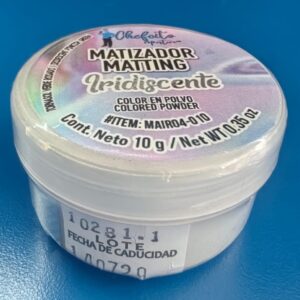 Chefeit's
MATIZADOR
MATTING
Iridiscente
COLOR EN POLVO
COLORED POWDER
#ITEM: MAIR04-010
Cont. Neto 10 g / Net WT 0.35 oz
10281.1
LOTE
FECHA DE CADUCIDAD